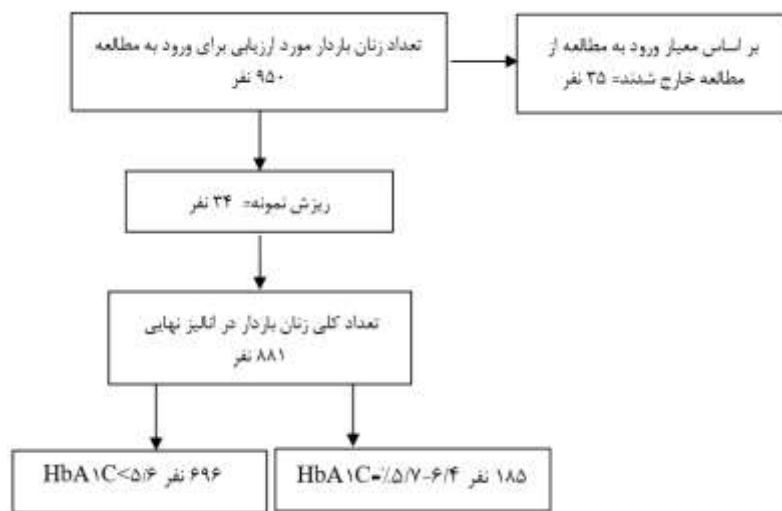 تعداد زنان باردار مورد ارزیابی برای ورود به مطالعه
۹۵۰ نفر
بر اساس معیار ورود به مطالعه از
مطالعه خارج شدند= ۳۵ نفر
ریزش نمونه= ۳۴ نفر
تعداد کلی زنان باردار در انالیز نهایی
۸۸۱ نفر
۶۹۶ نفر HbA۱C<۵/۶
۱۸۵ نفر HbA۱C=٪۵/۷-۶/۴